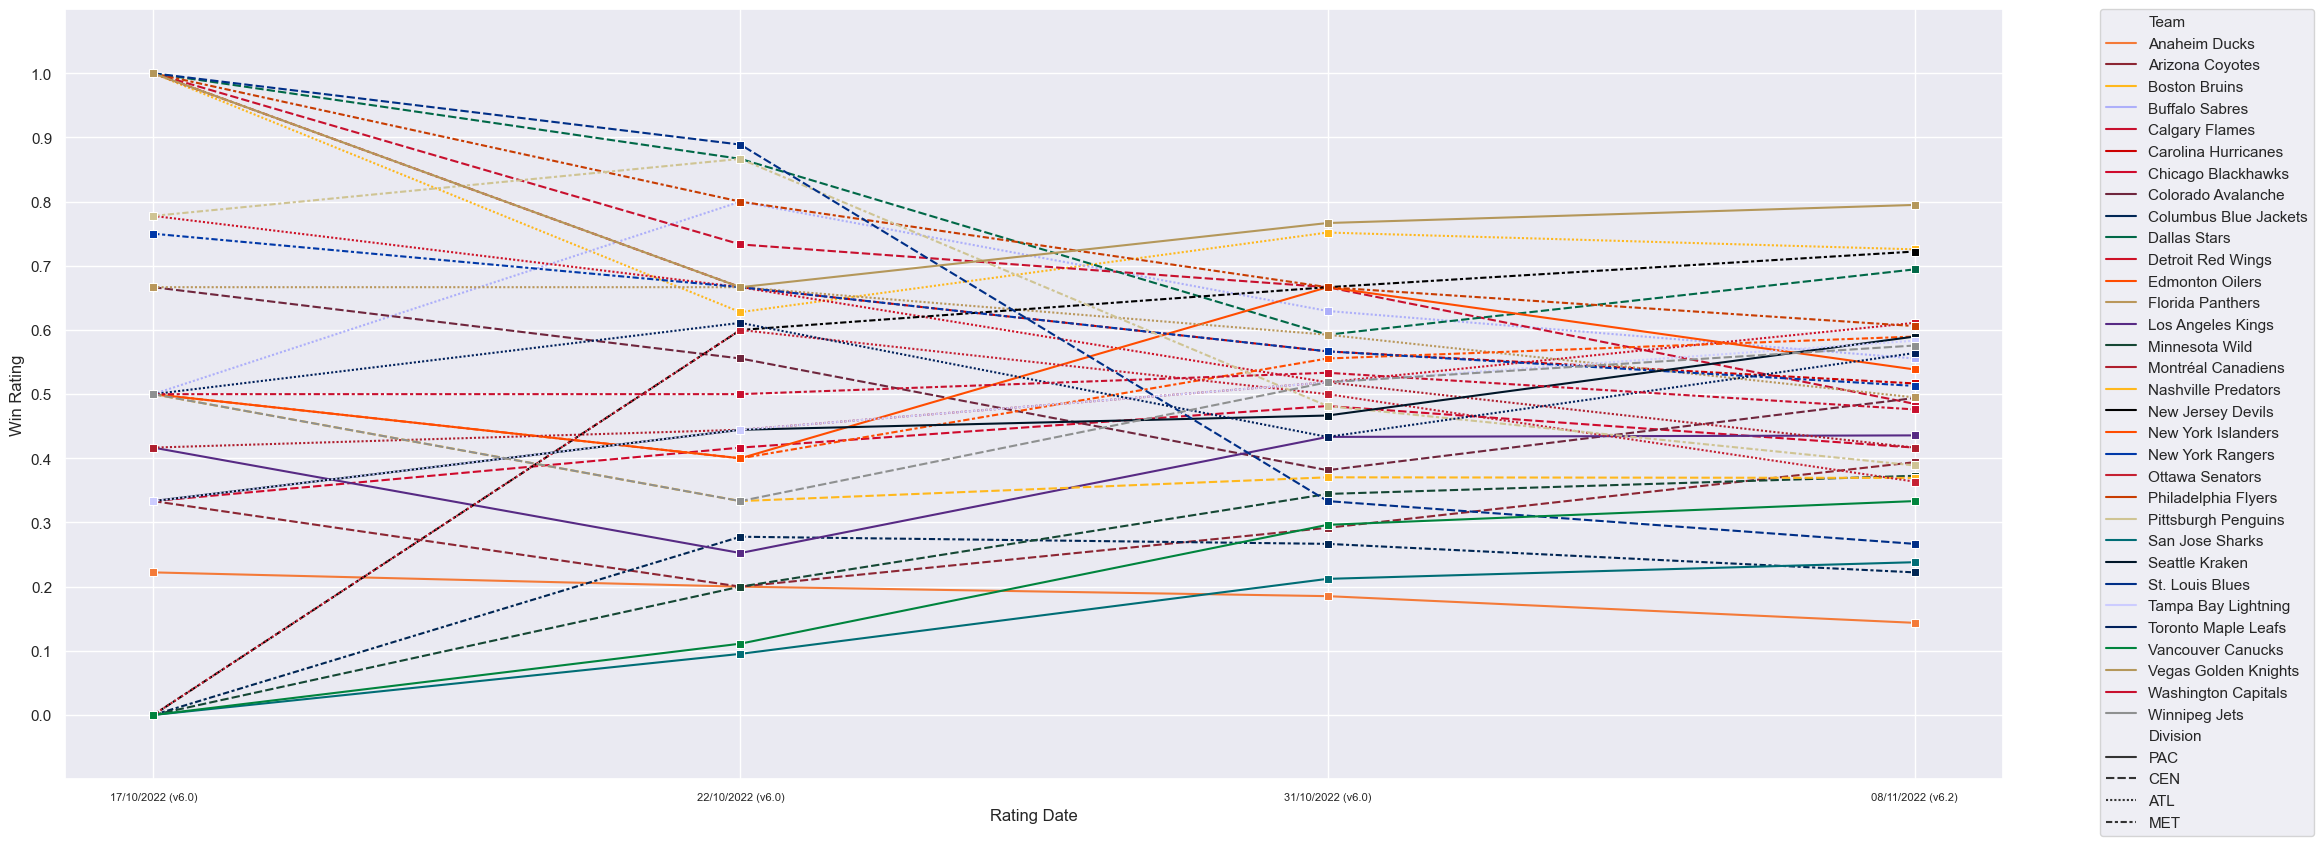 1.0
0.9
0.8
0.7
0.6
0.5
0.4
0.3
0.2
0.1
0.0
Win Rating
17/10/2022 (v6.0)
22/10/2022 (v6.0)
31/10/2022 (v6.0)
08/11/2022 (v6.2)
Rating Date
Team
Anaheim Ducks
Arizona Coyotes
Boston Bruins
Buffalo Sabres
Calgary Flames
Carolina Hurricanes
Chicago Blackhawks
Colorado Avalanche
Columbus Blue Jackets
Dallas Stars
Detroit Red Wings
Edmonton Oilers
Florida Panthers
Los Angeles Kings
Minnesota Wild
Montréal Canadiens
Nashville Predators
New Jersey Devils
New York Islanders
New York Rangers
Ottawa Senators
Philadelphia Flyers
Pittsburgh Penguins
San Jose Sharks
Seattle Kraken
St. Louis Blues
Tampa Bay Lightning
Toronto Maple Leafs
Vancouver Canucks
Vegas Golden Knights
Washington Capitals
Winnipeg Jets
Division
PAC
CEN
ATL
MET